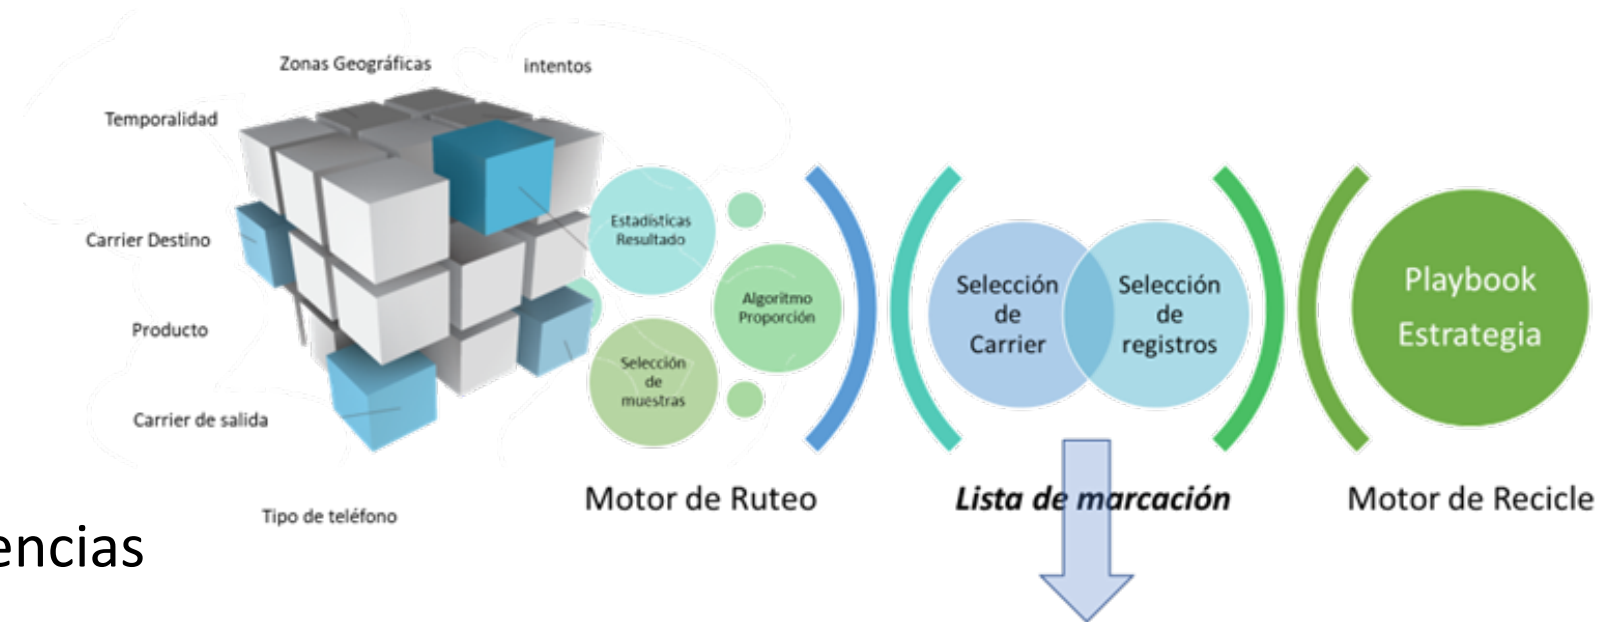 Zonas Geográficas
intentos
Temporalidad
Carrier Destino
Producto
Carrier de salida
Tipo de teléfono
encias
Estadísticas
Resultado
Algoritmo
Proporción
Selección
de
muestras
Motor de Ruteo
Selección
de
Carrier
Selección
de
registros
Lista de marcación
Playbook
Estrategia
Motor de Recicle